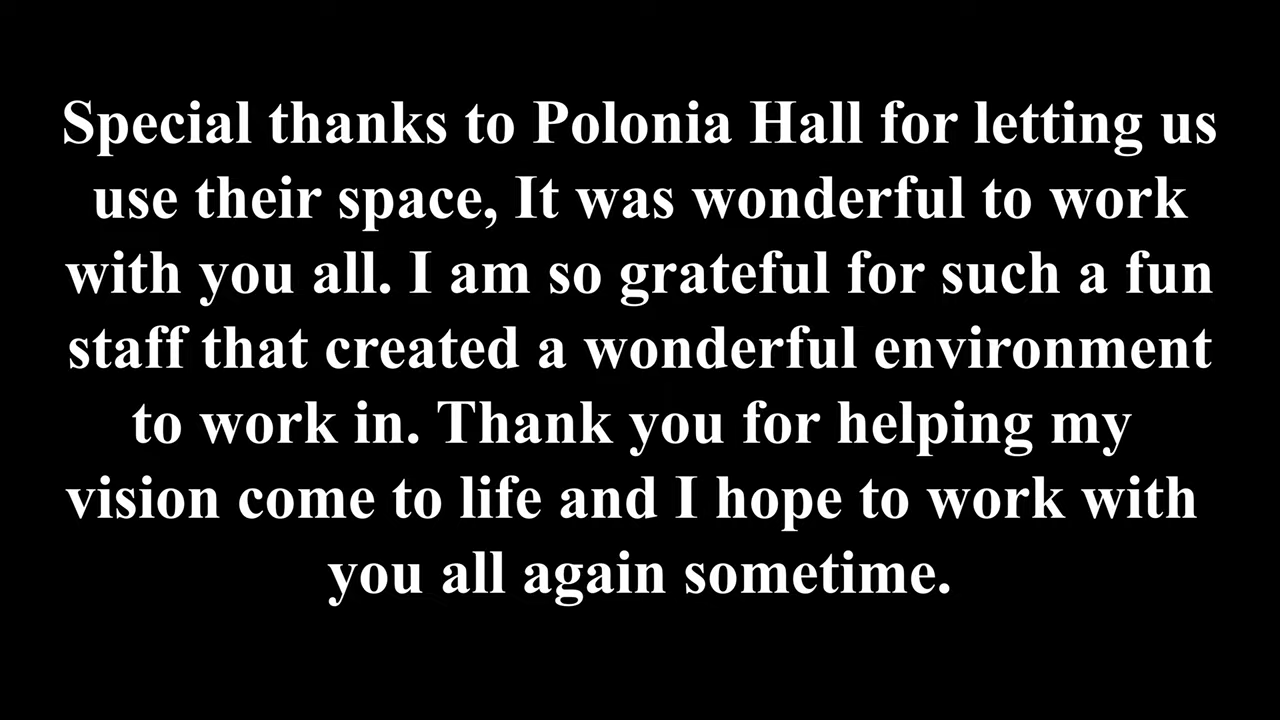 Special thanks to Polonia Hall for letting us
use their space, It was wonderful to work
with you all. I am so grateful for such a fun
staff that created a wonderful environment
to work in. Thank you for helping my
vision come to life and I hope to work with
you all again sometime.